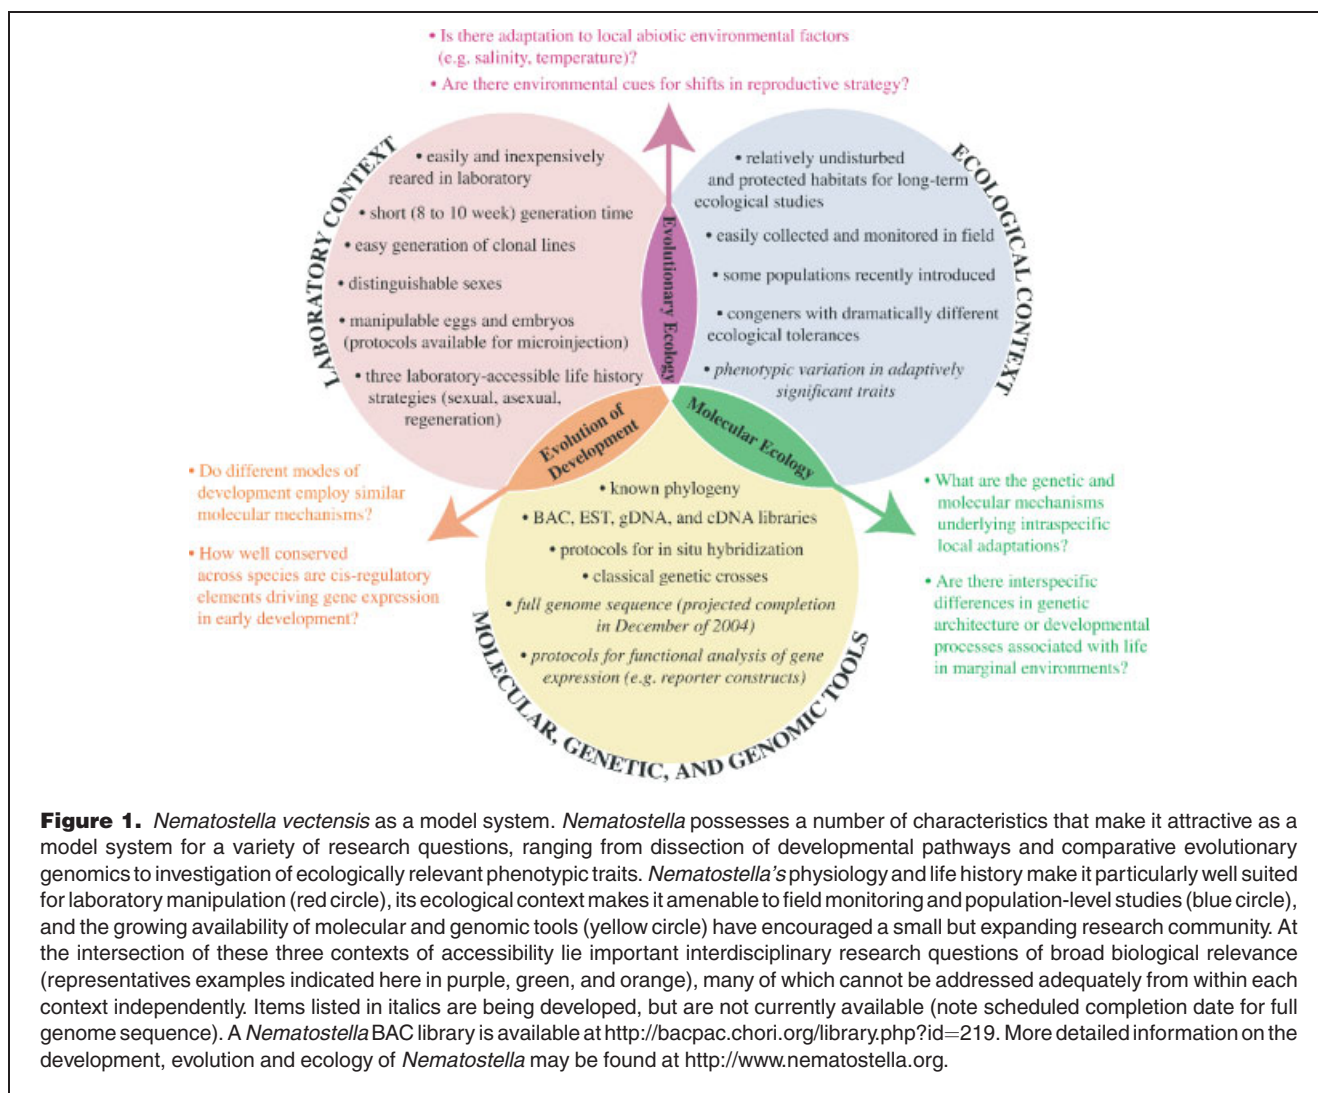 • Is there adaptation to local abiotic environmental factors
(e.g. salinity, temperature)?
• Are there environmental cues for shifts in reproductive strategy?
LABORATORY CONTEXT
• easily and inexpensively
reared in laboratory
• short (8 to 10 week) generation time
• easy generation of clonal lines
• distinguishable sexes
• manipulable eggs and embryos
(protocols available for microinjection)
• three laboratory-accessible life history
strategies (sexual, asexual,
regeneration)
Evolutionary Ecology
ECOLOGICAL CONTEXT
• relatively undisturbed
and protected habitats for long-term
ecological studies
• easily collected and monitored in field
• some populations recently introduced
• congeners with dramatically different
ecological tolerances
• phenotypic variation in adaptively
significant traits
Evolution of
Development
Molecular Ecology
• Do different modes of
development employ similar
molecular mechanisms?
• How well conserved
across species are cis-regulatory
elements driving gene expression
in early development?
• known phylogeny
• BAC, EST, gDNA, and cDNA libraries
• protocols for in situ hybridization
• classical genetic crosses
• full genome sequence (projected completion
in December of 2004)
• protocols for functional analysis of gene
expression (e.g. reporter constructs)
MOLECULAR, GENETIC, AND GENOMIC TOOLS
• What are the genetic and
molecular mechanisms
underlying intraspecific
local adaptations?
• Are there interspecific
differences in genetic
architecture or developmental
processes associated with life
in marginal environments?
Figure 1. Nematostella vectensis as a model system. Nematostella possesses a number of characteristics that make it attractive as a
model system for a variety of research questions, ranging from dissection of developmental pathways and comparative evolutionary
genomics to investigation of ecologically relevant phenotypic traits. Nematostella's physiology and life history make it particularly well suited
for laboratory manipulation (red circle), its ecological context makes it amenable to field monitoring and population-level studies (blue circle),
and the growing availability of molecular and genomic tools (yellow circle) have encouraged a small but expanding research community. At
the intersection of these three contexts of accessibility lie important interdisciplinary research questions of broad biological relevance
(representatives examples indicated here in purple, green, and orange), many of which cannot be addressed adequately from within each
context independently. Items listed in italics are being developed, but are not currently available (note scheduled completion date for full
genome sequence). A Nematostella BAC library is available at http://bacpac.chori.org/library.php?id=219. More detailed information on the
development, evolution and ecology of Nematostella may be found at http://www.nematostella.org.